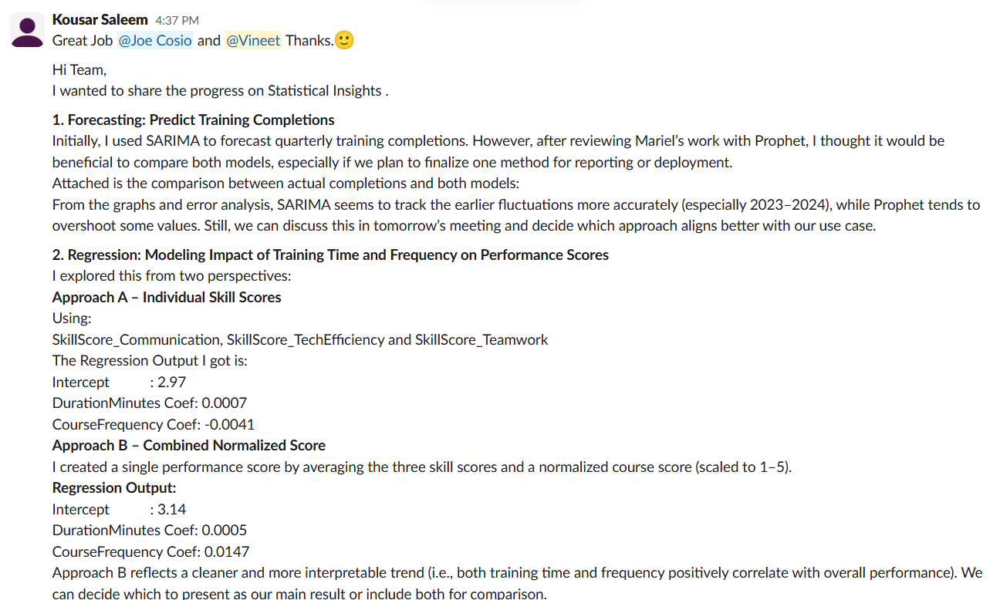 Kousar Saleem 4:37 PM
Great Job @Joe Cosio and @Vineet Thanks.🙂
Hi Team,
I wanted to share the progress on Statistical Insights .
1. Forecasting: Predict Training Completions
Initially, I used SARIMA to forecast quarterly training completions. However, after reviewing Mariel’s work with Prophet, I thought it would be
beneficial to compare both models, especially if we plan to finalize one method for reporting or deployment.
Attached is the comparison between actual completions and both models:
From the graphs and error analysis, SARIMA seems to track the earlier fluctuations more accurately (especially 2023–2024), while Prophet tends to
overshoot some values. Still, we can discuss this in tomorrow’s meeting and decide which approach aligns better with our use case.
2. Regression: Modeling Impact of Training Time and Frequency on Performance Scores
I explored this from two perspectives:
Approach A – Individual Skill Scores
Using:
SkillScore_Communication, SkillScore_TechEfficiency and SkillScore_Teamwork
The Regression Output I got is:
Intercept : 2.97
DurationMinutes Coef: 0.0007
CourseFrequency Coef: -0.0041
Approach B – Combined Normalized Score
I created a single performance score by averaging the three skill scores and a normalized course score (scaled to 1–5).
Regression Output:
Intercept : 3.14
DurationMinutes Coef: 0.0005
CourseFrequency Coef: 0.0147
Approach B reflects a cleaner and more interpretable trend (i.e., both training time and frequency positively correlate with overall performance). We
can decide which to present as our main result or include both for comparison.